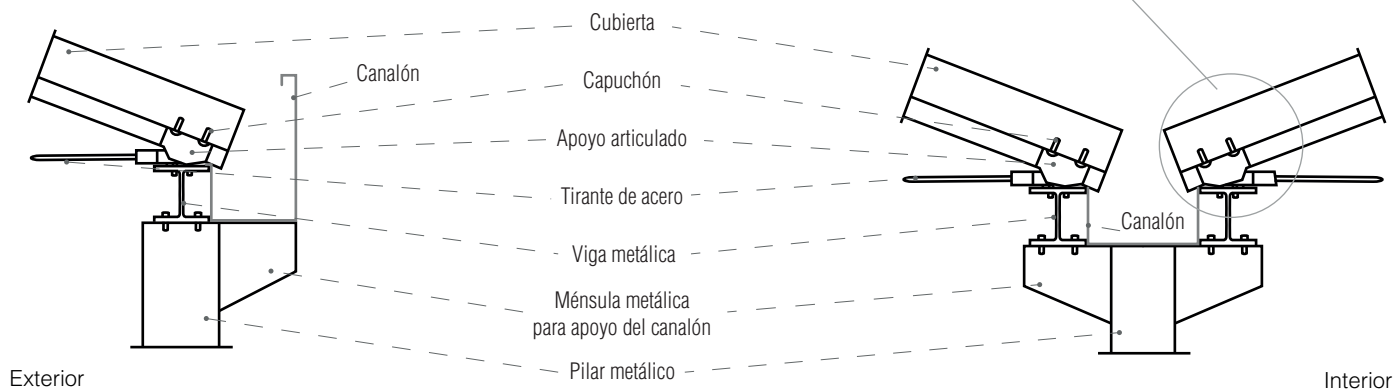 Cubierta
Canalón
Capuchón
Apoyo articulado
Tirante de acero
Canalón
Viga metálica
Ménsula metálica
para apoyo del canalón
Pilar metálico
Exterior
Interior